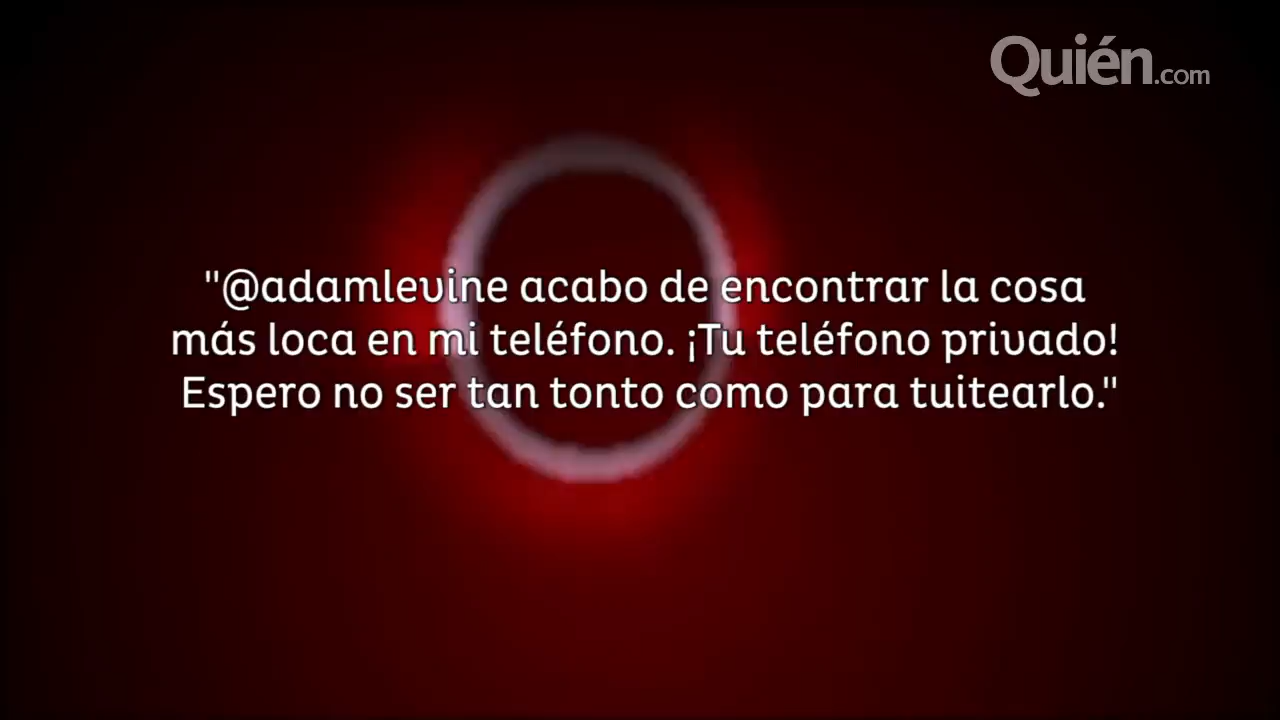 Quién.com
"@adamlevine acabo de encontrar la cosa
más loca en mi teléfono. ¡Tu teléfono privado!
Espero no ser tan tonto como para tuitearlo."